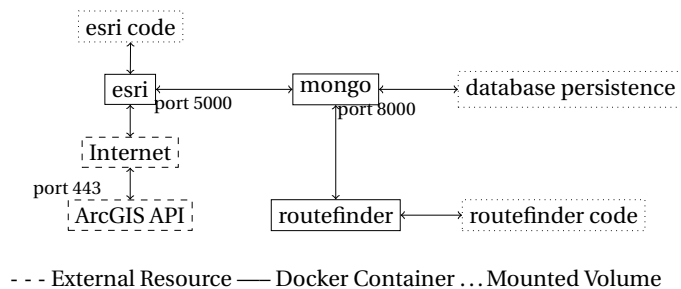 esri code
esri
mongo
database persistence
port 5000
port 8000
Internet
port 443
ArcGIS API
routefinder
routefinder code
- - - External Resource —— Docker Container ... Mounted Volume